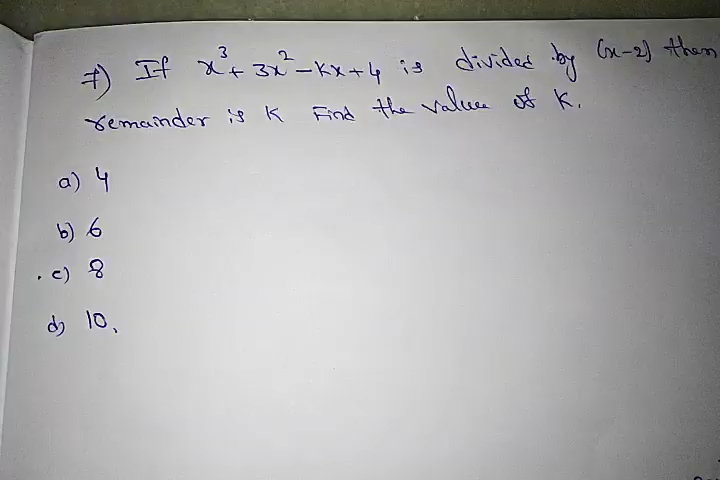 7) If x³ + 3x² - Kx + 4 is divided by (x-2) then
remainder is K Find the value of K.
a) 4
b) 6
c) 8
d) 10.